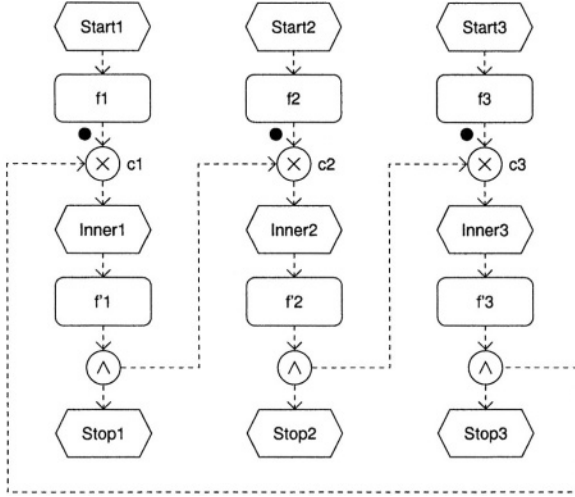 Start1 Start2 Start3
f1 f2 f3
c1 c2 c3
Inner1 Inner2 Inner3
f'1 f'2 f'3
Stop1 Stop2 Stop3